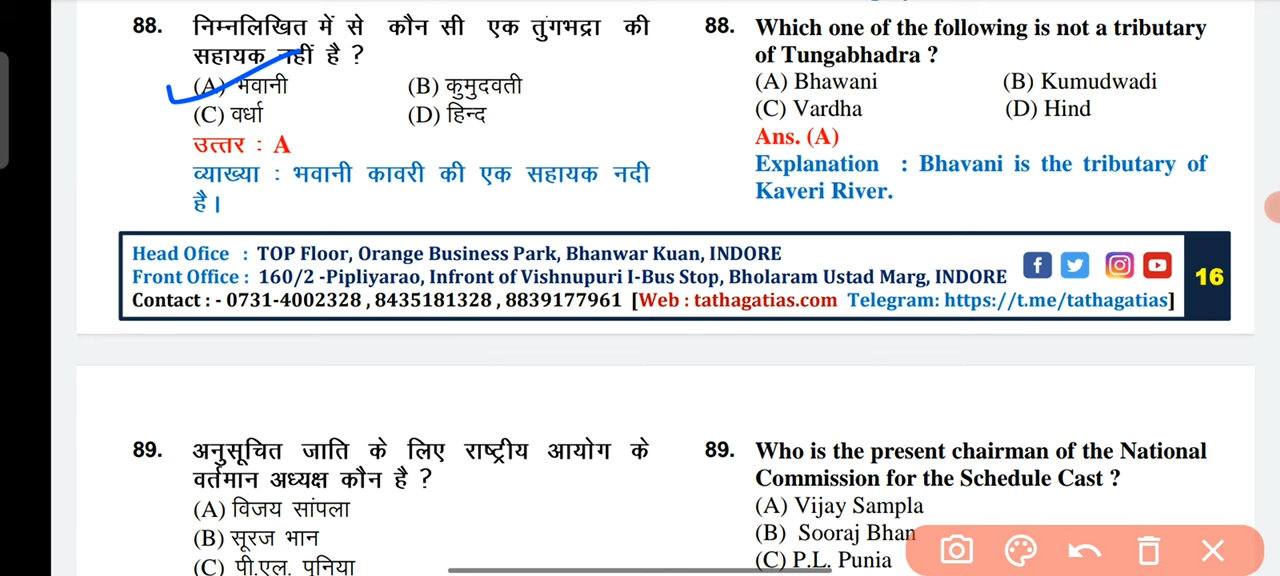 88. निम्नलिखित में से कौन सी एक तुंगभद्रा की
सहायक नहीं है ?
(A) भवानी (B) कुमुदवती
(C) वर्धा (D) हिन्द
उत्तर : A
व्याख्या : भवानी कावरी की एक सहायक नदी
है।
88. Which one of the following is not a tributary
of Tungabhadra ?
(A) Bhawani (B) Kumudwadi
(C) Vardha (D) Hind
Ans. (A)
Explanation : Bhavani is the tributary of
Kaveri River.
Head Ofice : TOP Floor, Orange Business Park, Bhanwar Kuan, INDORE
Front Office : 160/2 -Pipliyarao, Infront of Vishnupuri I-Bus Stop, Bholaram Ustad Marg, INDORE
Contact : - 0731-4002328 , 8435181328 , 8839177961 [Web : tathagatias.com Telegram: https://t.me/tathagatias]
16
89. अनुसूचित जाति के लिए राष्ट्रीय आयोग के
वर्तमान अध्यक्ष कौन है ?
(A) विजय सांपला
(B) सूरज भान
(C) पी.एल. पुनिया
89. Who is the present chairman of the National
Commission for the Schedule Cast ?
(A) Vijay Sampla
(B) Sooraj Bhan
(C) P.L. Punia